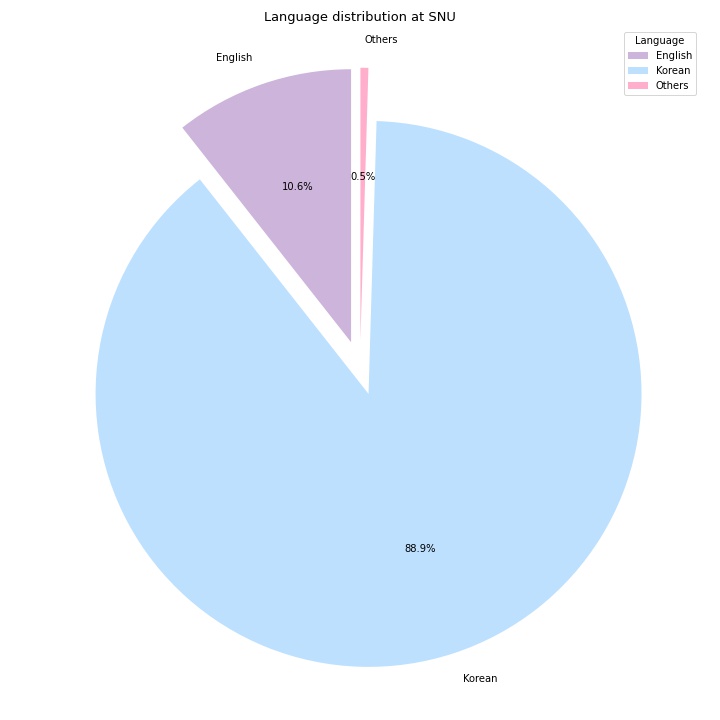 Language distribution at SNU
Others
English
Language
English
Korean
Others
10.6%
0.5%
88.9%
Korean